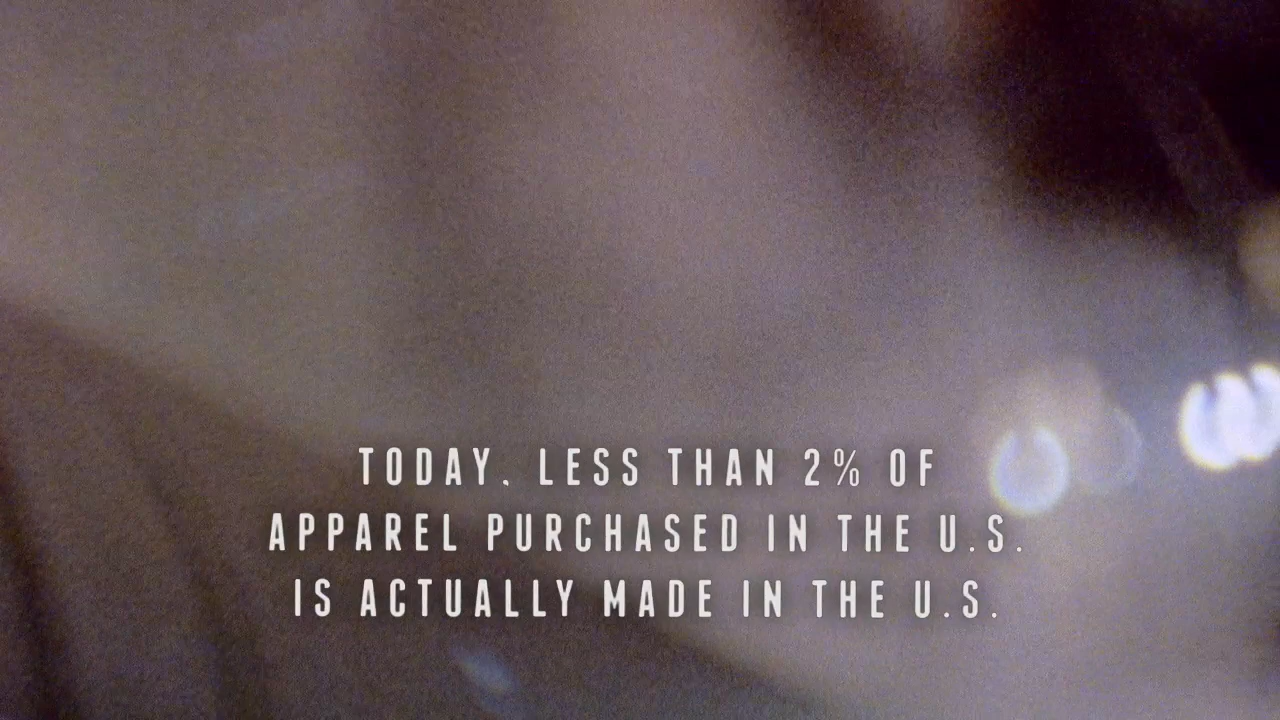 TODAY, LESS THAN 2% OF
APPAREL PURCHASED IN THE U.S.
IS ACTUALLY MADE IN THE U.S.